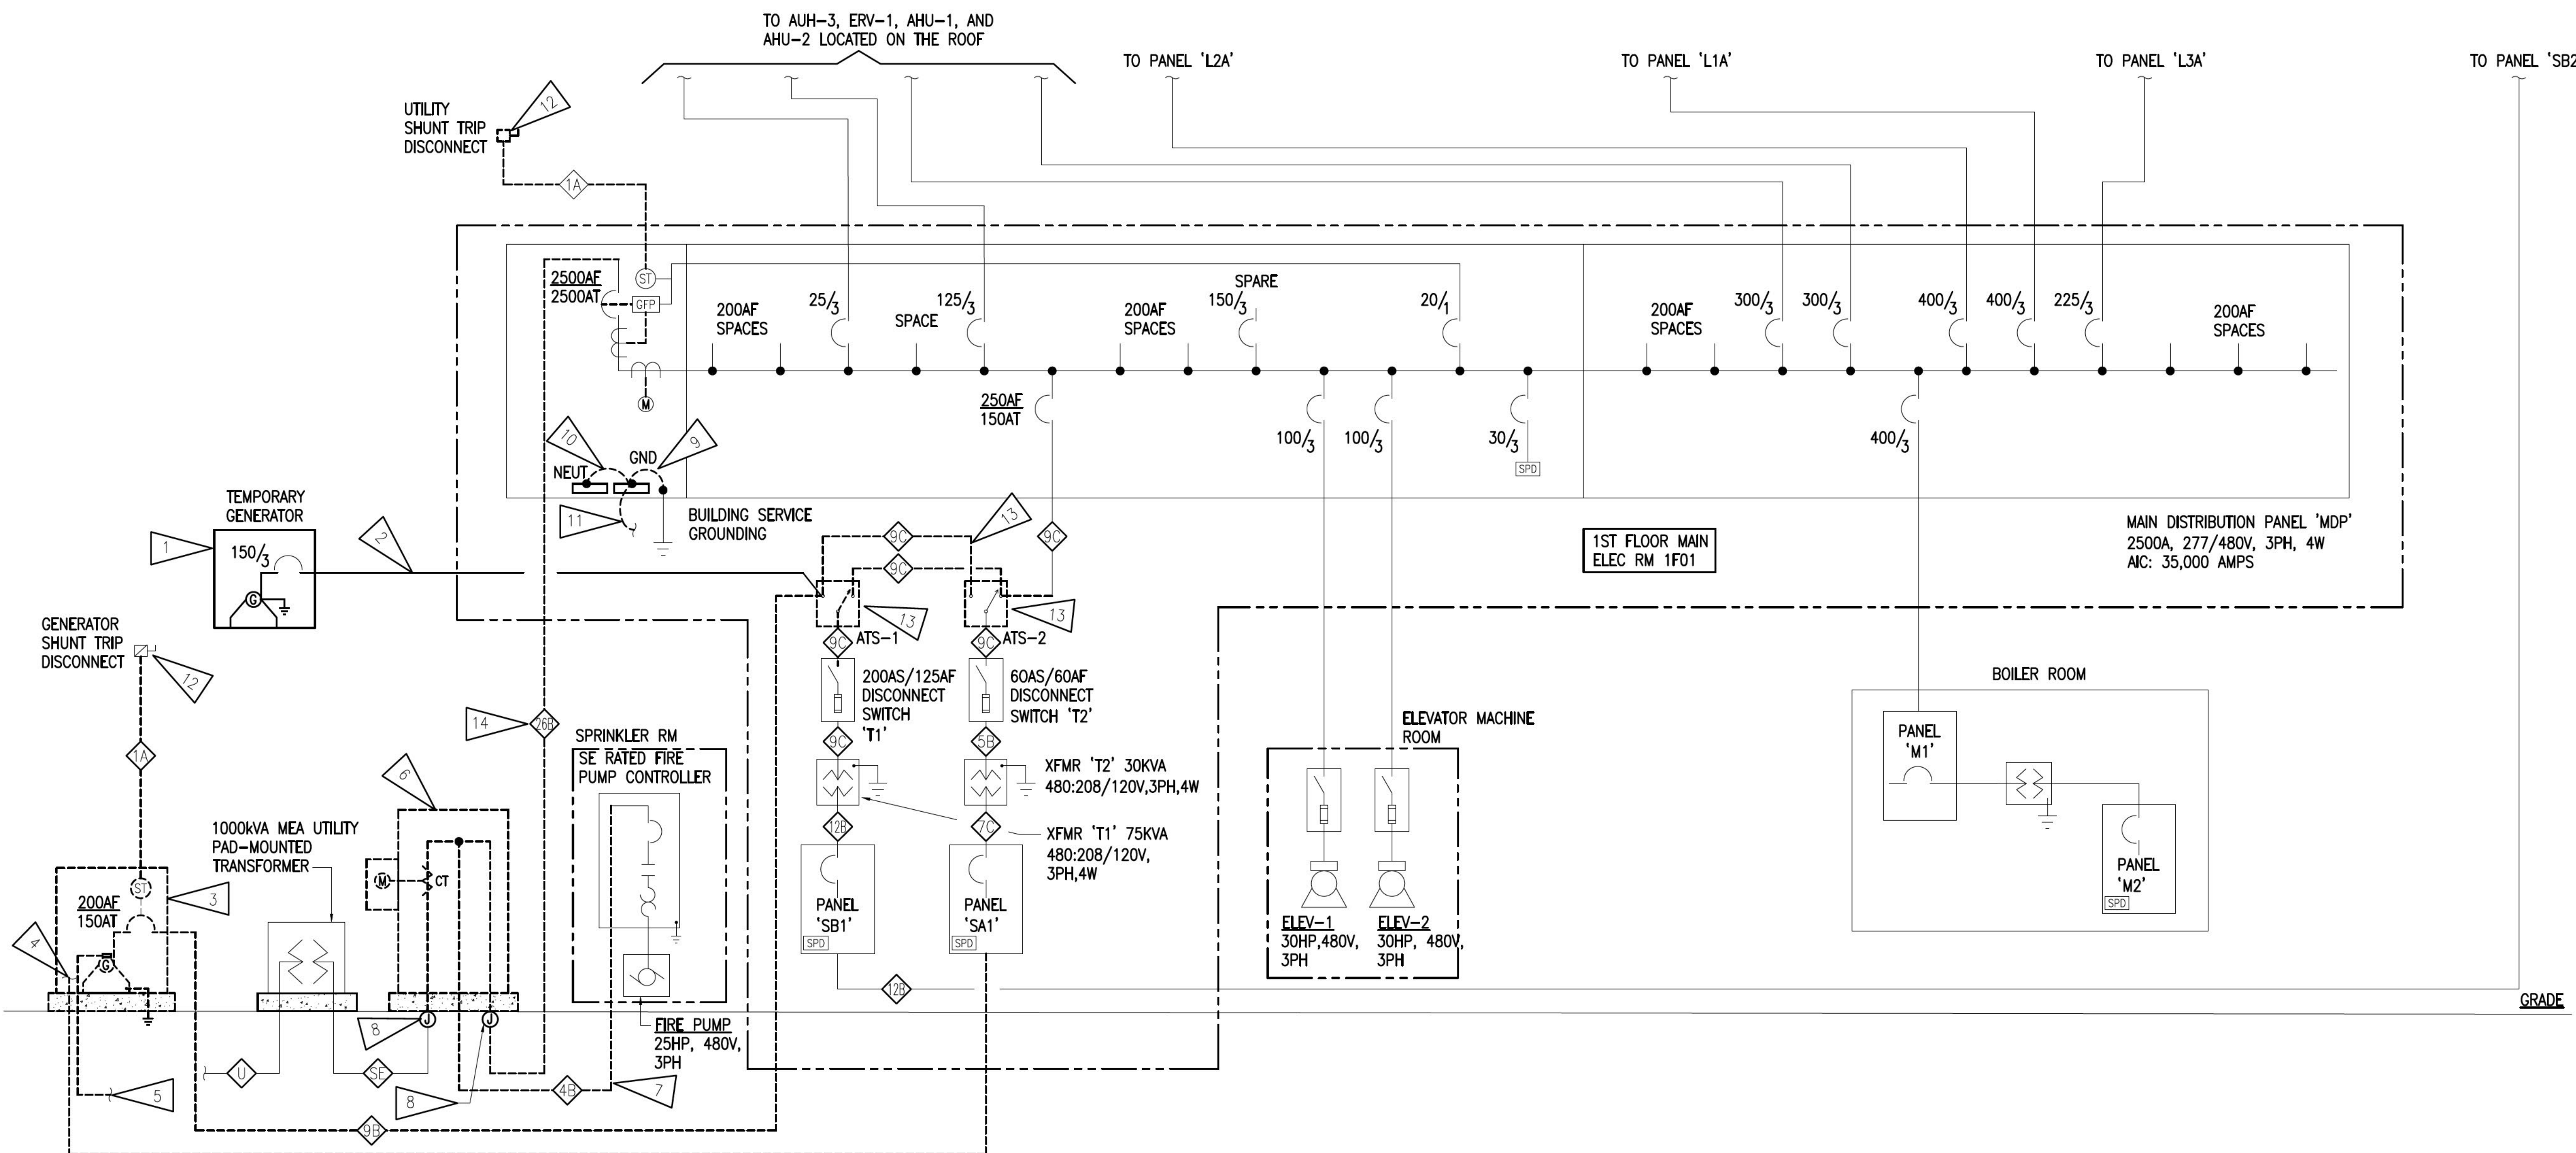 TO AUH-3, ERV-1, AHU-1, AND
AHU-2 LOCATED ON THE ROOF
TO PANEL 'L2A'
TO PANEL 'L1A'
TO PANEL 'L3A'
TO PANEL 'SB2
12
UTILITY
SHUNT TRIP
DISCONNECT
1A
2500AF
2500AT
ST
GFP
M
200AF
SPACES
25/3
SPACE
125/3
200AF
SPACES
SPARE
150/3
20/1
200AF
SPACES
300/3
300/3
400/3
400/3
225/3
200AF
SPACES
250AF
150AT
100/3
100/3
30/3
SPD
400/3
10
9
NEUT
GND
11
BUILDING SERVICE
GROUNDING
13
9C
9C
9C
1ST FLOOR MAIN
ELEC RM 1F01
MAIN DISTRIBUTION PANEL 'MDP'
2500A, 277/480V, 3PH, 4W
AIC: 35,000 AMPS
TEMPORARY
GENERATOR
1
150/3
G
2
13
13
9C
ATS-1
9C
ATS-2
GENERATOR
SHUNT TRIP
DISCONNECT
12
1A
200AS/125AF
DISCONNECT
SWITCH
'T1'
60AS/60AF
DISCONNECT
SWITCH 'T2'
9C
5B
14
26B
SPRINKLER RM
SE RATED FIRE
PUMP CONTROLLER
XFMR 'T2' 30KVA
480:208/120V,3PH,4W
12B
7C
XFMR 'T1' 75KVA
480:208/120V,
3PH,4W
ELEVATOR MACHINE
ROOM
BOILER ROOM
PANEL
'M1'
PANEL
'M2'
SPD
6
1000kVA MEA UTILITY
PAD-MOUNTED
TRANSFORMER
M
CT
ST
3
200AF
150AT
4
G
PANEL
'SB1'
SPD
PANEL
'SA1'
SPD
ELEV-1
30HP,480V,
3PH
ELEV-2
30HP, 480V,
3PH
12B
GRADE
J
J
8
FIRE PUMP
25HP, 480V,
3PH
U
SE
5
8
4B
7
9B